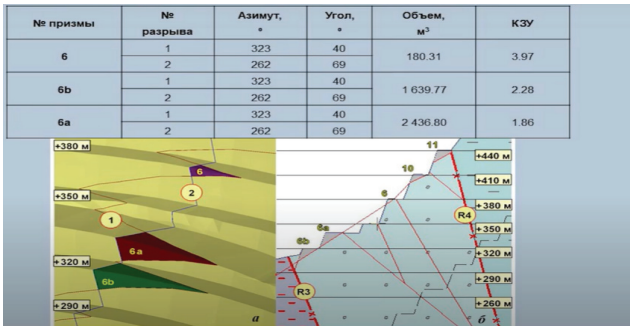 № призмы № разрыва Азимут, ° Угол, ° Объем, м³ КЗУ
6 1 323 40 180.31 3.97
2 262 69
6b 1 323 40 1 639.77 2.28
2 262 69
6a 1 323 40 2 436.80 1.86
2 262 69
+380 м
6
2
+350 м
1
6a
+320 м
6b
+290 м
а
11
+440 м
10
+410 м
6
+380 м
R4
6a
+350 м
6b
+320 м
R3
+290 м
+260 м
б